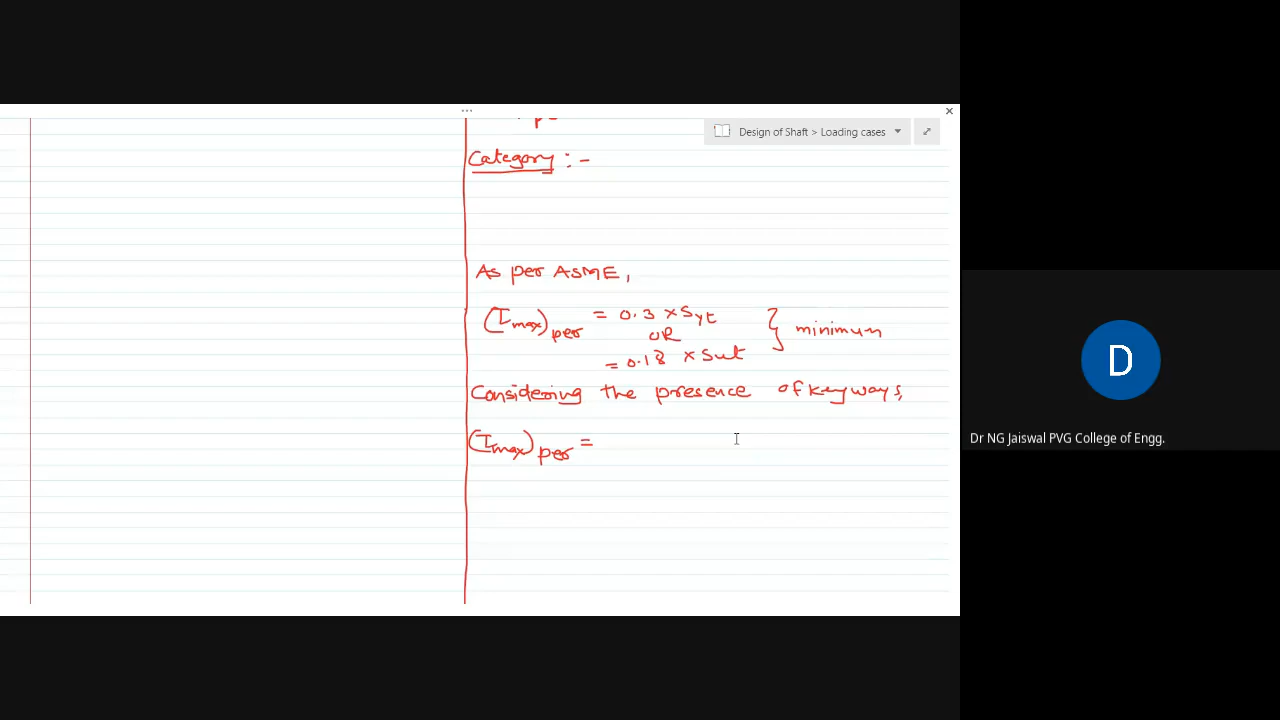 Design of Shaft > Loading cases
Category :-
As per ASME,
(τmax)per = 0.3 × Syt
OR
= 0.18 × Sut
} minimum
Considering the presence of keyways,
(τmax)per =
D
Dr NG Jaiswal PVG College of Engg.